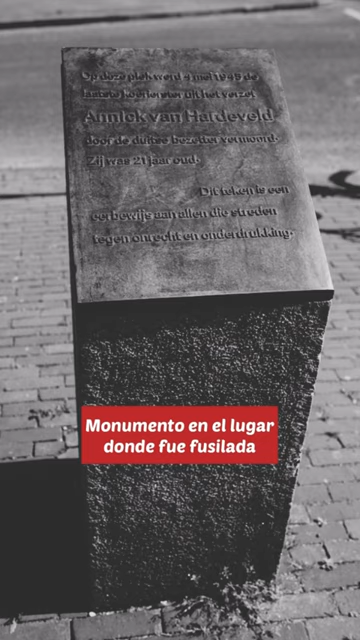 Op deze plek werd 4 mei 1945 de
laatste koerierster uit het verzet
Annick van Hardeveld
door de duitse bezetter vermoord.
Zij was 21 jaar oud.
Dit teken is een
eerbewijs aan allen die streden
tegen onrecht en onderdrukking.
Monumento en el lugar
donde fue fusilada